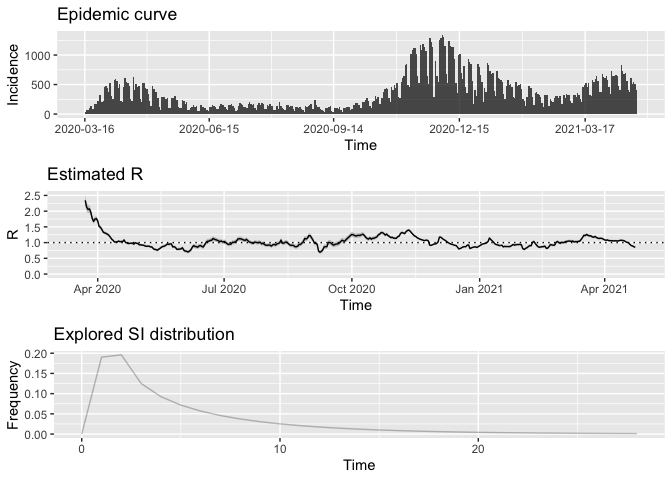 Epidemic curve
Incidence
1000
500
0
2020-03-16 2020-06-15 2020-09-14 2020-12-15 2021-03-17
Time
Estimated R
R
2.5
2.0
1.5
1.0
0.5
0.0
Apr 2020 Jul 2020 Oct 2020 Jan 2021 Apr 2021
Time
Explored SI distribution
Frequency
0.20
0.15
0.10
0.05
0.00
0 10 20
Time